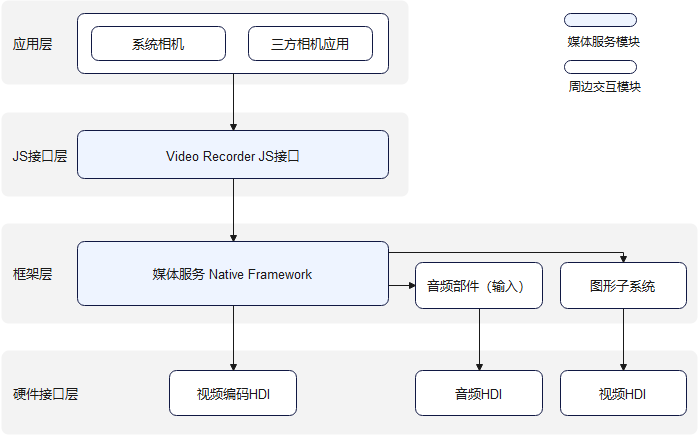 应用层
系统相机
三方相机应用
媒体服务模块
周边交互模块
JS接口层
Video Recorder JS接口
框架层
媒体服务 Native Framework
音频部件（输入）
图形子系统
硬件接口层
视频编码HDI
音频HDI
视频HDI